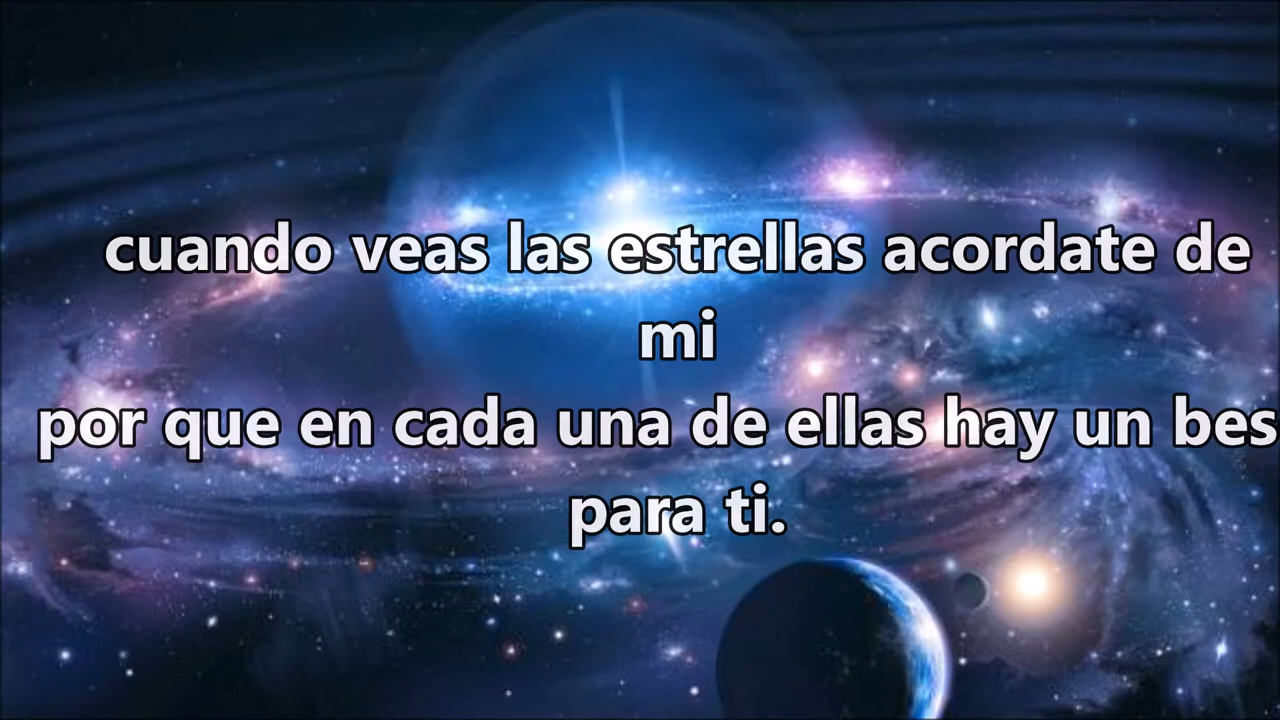 cuando veas las estrellas acordate de
mi
por que en cada una de ellas hay un bes
para ti.